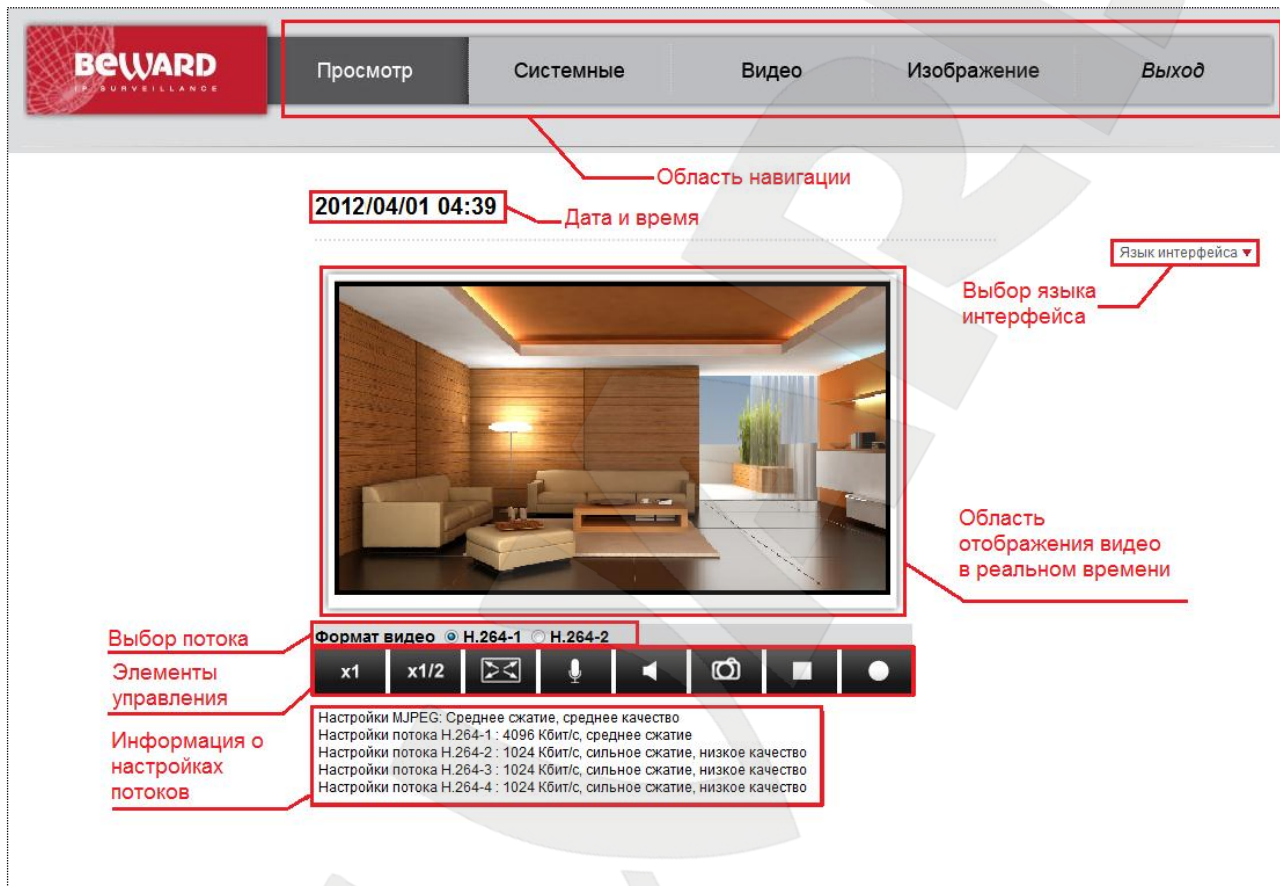 BEWARD
IP SURVEILLANCE
Просмотр
Системные
Видео
Изображение
Выход
Область навигации
2012/04/01 04:39
Дата и время
Язык интерфейса
Выбор языка
интерфейса
Область
отображения видео
в реальном времени
Выбор потока
Формат видео H.264-1 H.264-2
Элементы
управления
x1
x1/2
Информация о
настройках
потоков
Настройки MJPEG: Среднее сжатие, среднее качество
Настройки потока H.264-1 : 4096 Кбит/с, среднее сжатие
Настройки потока H.264-2 : 1024 Кбит/с, сильное сжатие, низкое качество
Настройки потока H.264-3 : 1024 Кбит/с, сильное сжатие, низкое качество
Настройки потока H.264-4 : 1024 Кбит/с, сильное сжатие, низкое качество